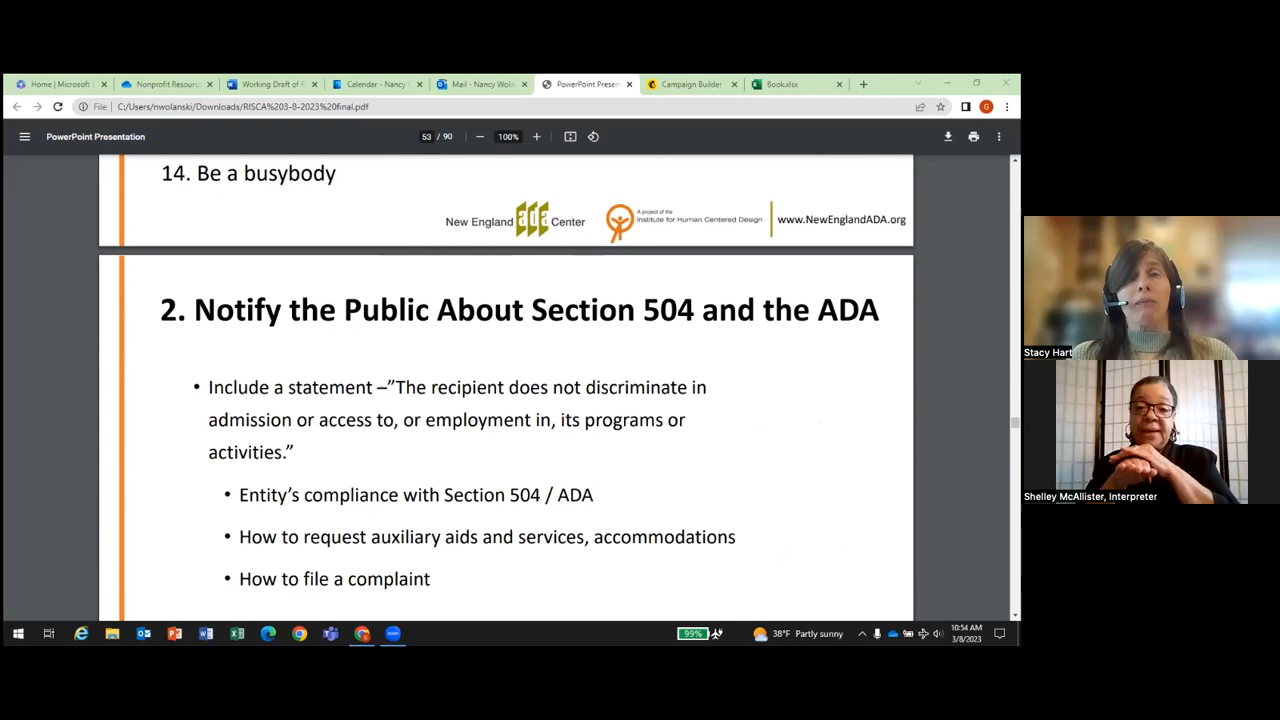 Home | Microsoft
Nonprofit Resourc
Working Draft of R
Calendar - Nancy
Mail - Nancy Wola
PowerPoint Presen
Campaign Builder
Book.xlsx
File
C:/Users/nwolanski/Downloads/RISCA%203-8-2023%20final.pdf
PowerPoint Presentation
53 / 90
100%
14. Be a busybody
New England ada Center
A project of the
Institute for Human Centered Design
www.NewEnglandADA.org
2. Notify the Public About Section 504 and the ADA
• Include a statement –”The recipient does not discriminate in
admission or access to, or employment in, its programs or
activities.”
• Entity’s compliance with Section 504 / ADA
• How to request auxiliary aids and services, accommodations
• How to file a complaint
Stacy Hart
Shelley McAllister, Interpreter
99%
38°F Partly sunny
10:54 AM
3/8/2023